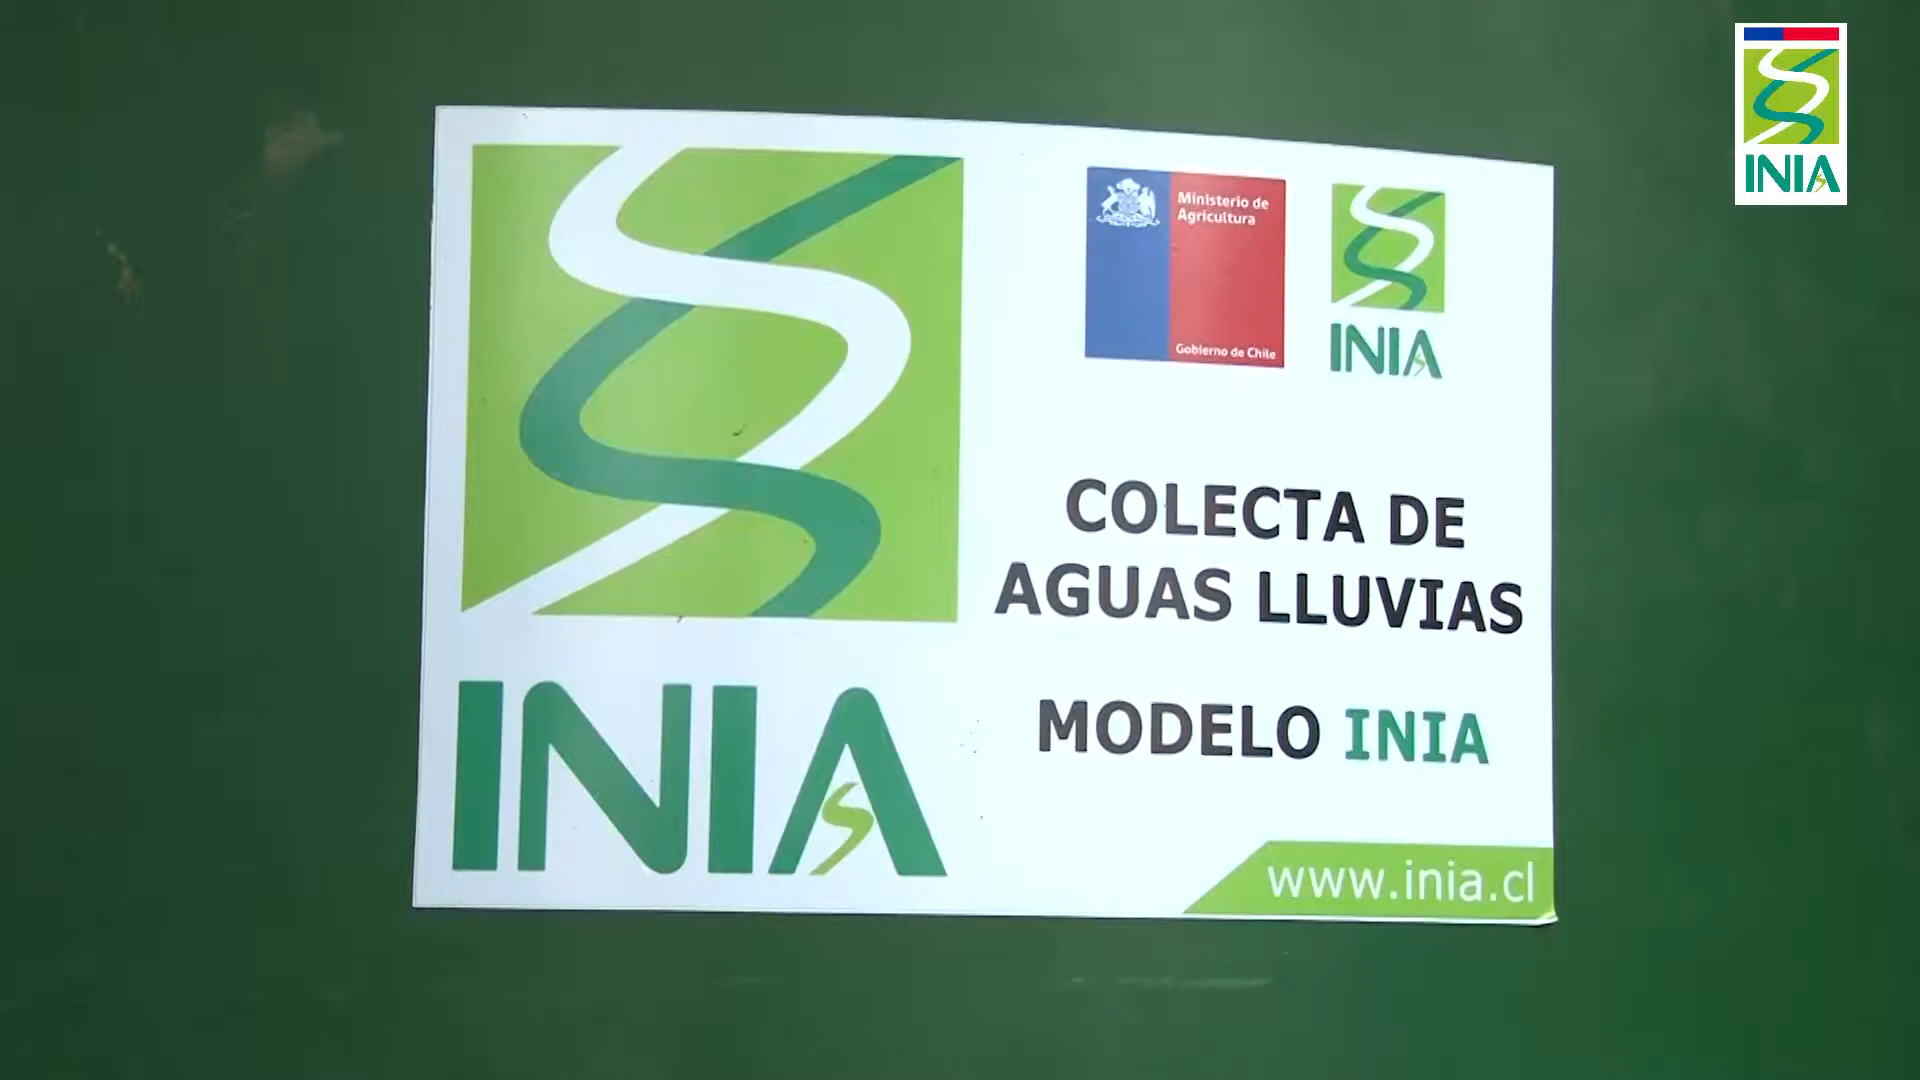 INIA
Ministerio de
Agricultura
Gobierno de Chile
INIA
COLECTA DE
AGUAS LLUVIAS
MODELO INIA
www.inia.cl
INIA